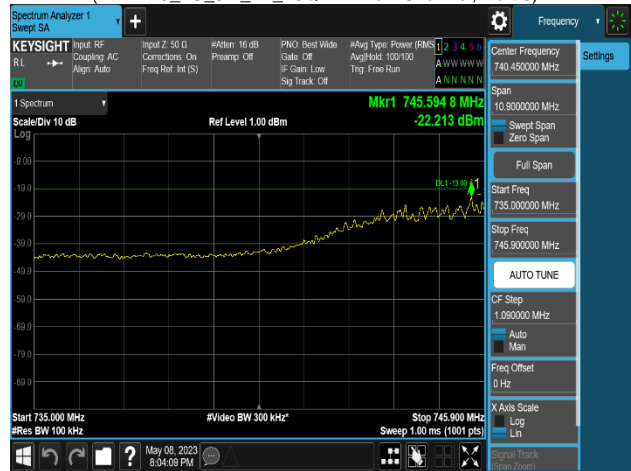 Spectrum Analyzer 1
Swept SA
Frequency
KEYSIGHT
RL
Input: RF
Coupling: AC
Align: Auto
Input Z: 50 Ω
Corrections: On
Freq Ref: Int (S)
#Atten: 16 dB
Preamp: Off
PNO: Best Wide
Gate: Off
IF Gain: Low
Sig Track: Off
#Avg Type: Power (RMS
Avg|Hold: 100/100
Trig: Free Run
1 2 3 4 5 6
A W W W W W
A N N N N N
Settings
Center Frequency
740.450000 MHz
Span
10.9000000 MHz
Swept Span
Zero Span
Full Span
Start Freq
735.000000 MHz
Stop Freq
745.900000 MHz
AUTO TUNE
CF Step
1.090000 MHz
Auto
Man
Freq Offset
0 Hz
X Axis Scale
Log
Lin
Signal Track
(Span Zoom)
1 Spectrum
Mkr1 745.594 8 MHz
Scale/Div 10 dB
Ref Level 1.00 dBm
-22.213 dBm
Log
-9.00
DL1 -19.00
1
-19.0
-29.0
-39.0
-49.0
-59.0
-69.0
-79.0
-89.0
Start 735.000 MHz
#Video BW 300 kHz*
Stop 745.900 MHz
#Res BW 100 kHz
Sweep 1.00 ms (1001 pts)
?
May 08, 2023
8:04:09 PM